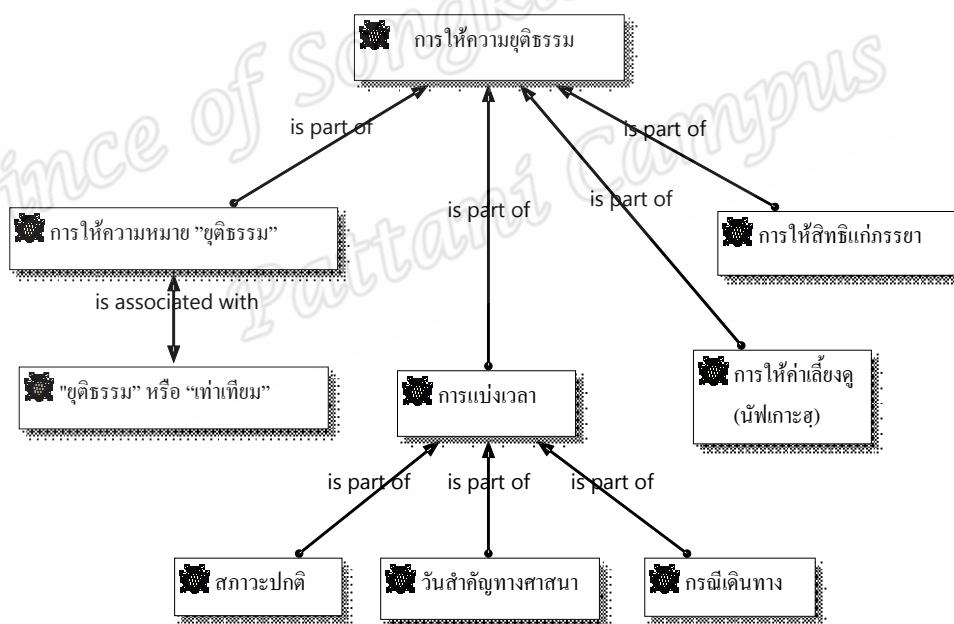 การให้ความยุติธรรม
is part of
is part of
is part of
is part of
การให้ความหมาย ”ยุติธรรม”
การให้สิทธิแก่ภรรยา
is associated with
"ยุติธรรม” หรือ “เท่าเทียม”
การแบ่งเวลา
การให้ค่าเลี้ยงดู
(นัฟเกาะฮฺ)
is part of
is part of
is part of
สภาวะปกติ
วันสำคัญทางศาสนา
กรณีเดินทาง
Prince of Songkla
Pattani Campus